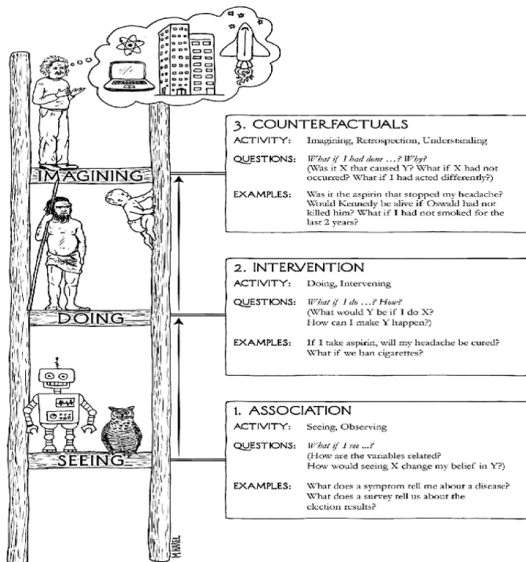 3. COUNTERFACTUALS
ACTIVITY: Imagining, Retrospection, Understanding
QUESTIONS: What if I had done …? Why?
(Was it X that caused Y? What if X had not
occurred? What if I had acted differently?)
EXAMPLES: Was it the aspirin that stopped my headache?
Would Kennedy be alive if Oswald had not
killed him? What if I had not smoked for the
last 2 years?
IMAGINING
2. INTERVENTION
ACTIVITY: Doing, Intervening
QUESTIONS: What if I do …? How?
(What would Y be if I do X?
How can I make Y happen?)
EXAMPLES: If I take aspirin, will my headache be cured?
What if we ban cigarettes?
DOING
1. ASSOCIATION
ACTIVITY: Seeing, Observing
QUESTIONS: What if I see …?
(How are the variables related?
How would seeing X change my belief in Y?)
EXAMPLES: What does a symptom tell me about a disease?
What does a survey tell us about the
election results?
SEEING